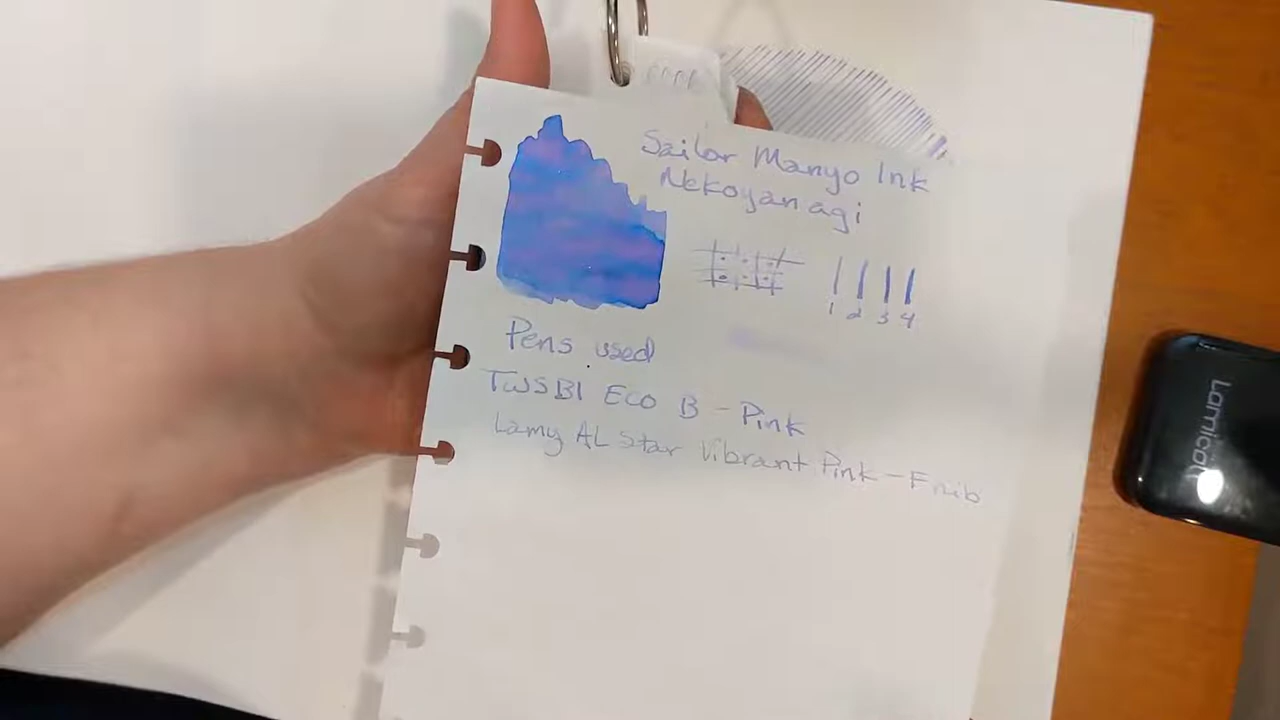 Sailor Manyo Ink
Nekoyanagi
1 2 3 4
Pens used
TWSBI Eco B - Pink
Lamy AL Star Vibrant Pink - F nib